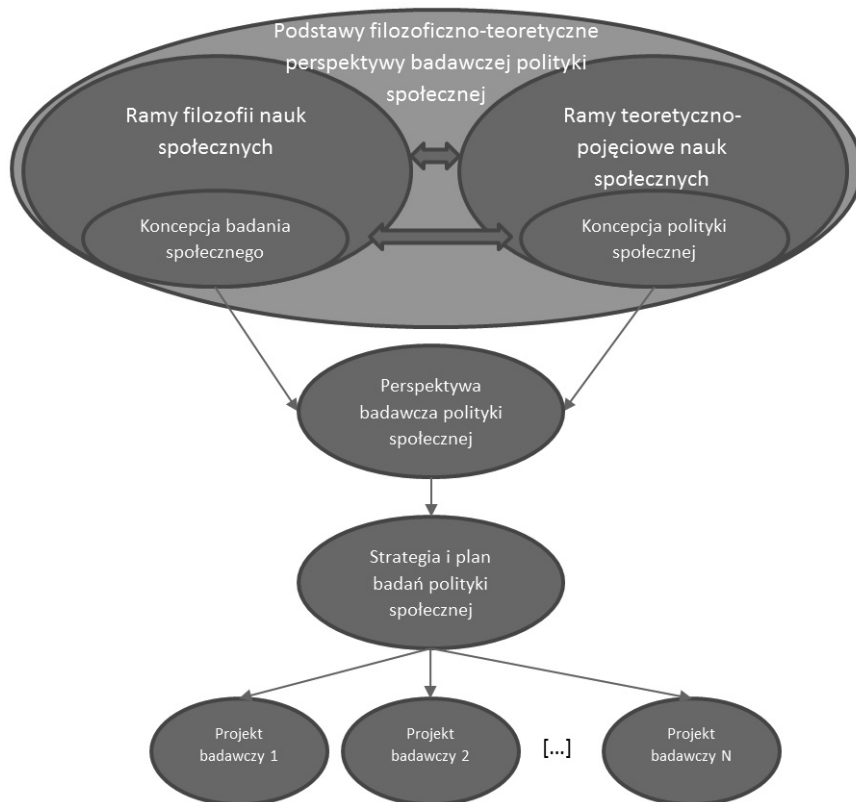 Podstawy filozoficzno-teoretyczne
perspektywy badawczej polityki
społecznej
Ramy filozofii nauk
społecznych
Ramy teoretyczno-
pojęciowe nauk
społecznych
Koncepcja badania
społecznego
Koncepcja polityki
społecznej
Perspektywa
badawcza polityki
społecznej
Strategia i plan
badań polityki
społecznej
Projekt
badawczy 1
Projekt
badawczy 2
[...]
Projekt
badawczy N